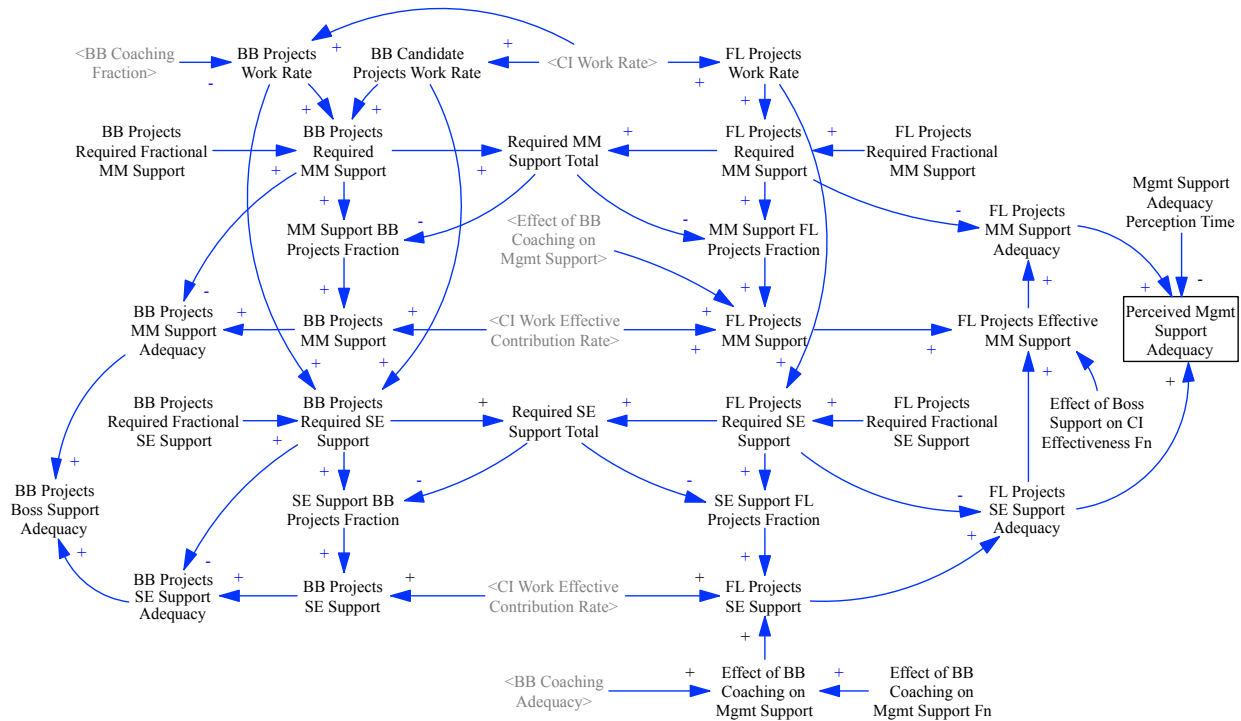 <BB Coaching
Fraction>
BB Projects
Work Rate
BB Candidate
Projects Work Rate
<CI Work Rate>
FL Projects
Work Rate
BB Projects
Required Fractional
MM Support
BB Projects
Required
MM Support
Required MM
Support Total
FL Projects
Required
MM Support
FL Projects
Required Fractional
MM Support
Mgmt Support
Adequacy
Perception Time
MM Support BB
Projects Fraction
<Effect of BB
Coaching on
Mgmt Support>
MM Support FL
Projects Fraction
FL Projects
MM Support
Adequacy
BB Projects
MM Support
Adequacy
BB Projects
MM Support
<CI Work Effective
Contribution Rate>
FL Projects
MM Support
FL Projects Effective
MM Support
Perceived Mgmt
Support
Adequacy
BB Projects
Required Fractional
SE Support
BB Projects
Required SE
Support
Required SE
Support Total
FL Projects
Required SE
Support
FL Projects
Required Fractional
SE Support
Effect of Boss
Support on CI
Effectiveness Fn
BB Projects
Boss Support
Adequacy
SE Support BB
Projects Fraction
SE Support FL
Projects Fraction
FL Projects
SE Support
Adequacy
BB Projects
SE Support
Adequacy
BB Projects
SE Support
<CI Work Effective
Contribution Rate>
FL Projects
SE Support
<BB Coaching
Adequacy>
Effect of BB
Coaching on
Mgmt Support
Effect of BB
Coaching on
Mgmt Support Fn